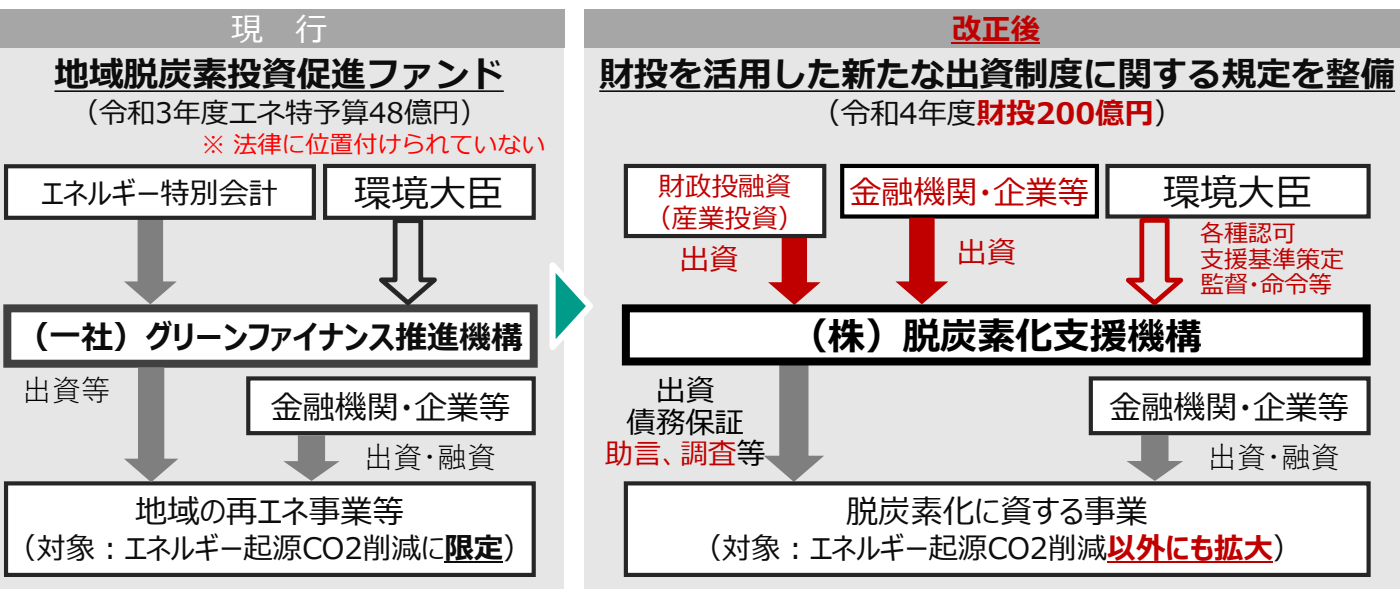 現 行
地域脱炭素投資促進ファンド
（令和3年度エネ特予算48億円）
※ 法律に位置付けられていない
エネルギー特別会計
環境大臣
（一社）グリーンファイナンス推進機構
出資等
金融機関・企業等
出資・融資
地域の再エネ事業等
（対象：エネルギー起源CO2削減に限定）
改正後
財投を活用した新たな出資制度に関する規定を整備
（令和4年度財投200億円）
財政投融資
（産業投資）
金融機関・企業等
環境大臣
出資
出資
各種認可
支援基準策定
監督・命令等
（株）脱炭素化支援機構
出資
債務保証
助言、調査等
金融機関・企業等
出資・融資
脱炭素化に資する事業
（対象：エネルギー起源CO2削減以外にも拡大）